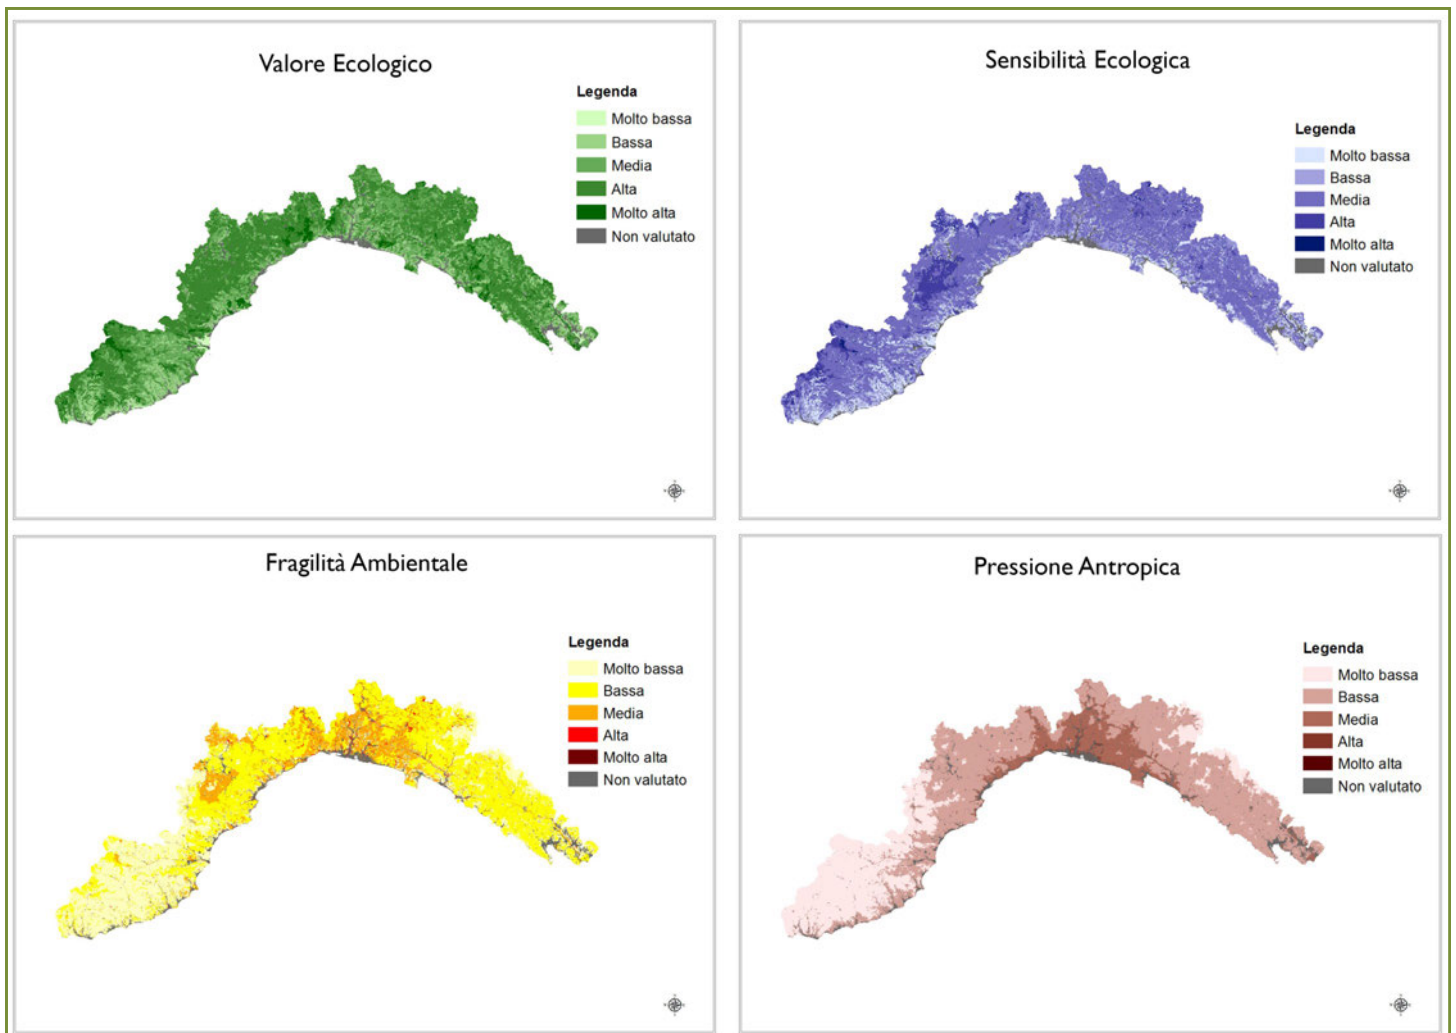 Valore Ecologico
Legenda
Molto bassa
Bassa
Media
Alta
Molto alta
Non valutato
Sensibilità Ecologica
Legenda
Molto bassa
Bassa
Media
Alta
Molto alta
Non valutato
Fragilità Ambientale
Legenda
Molto bassa
Bassa
Media
Alta
Molto alta
Non valutato
Pressione Antropica
Legenda
Molto bassa
Bassa
Media
Alta
Molto alta
Non valutato